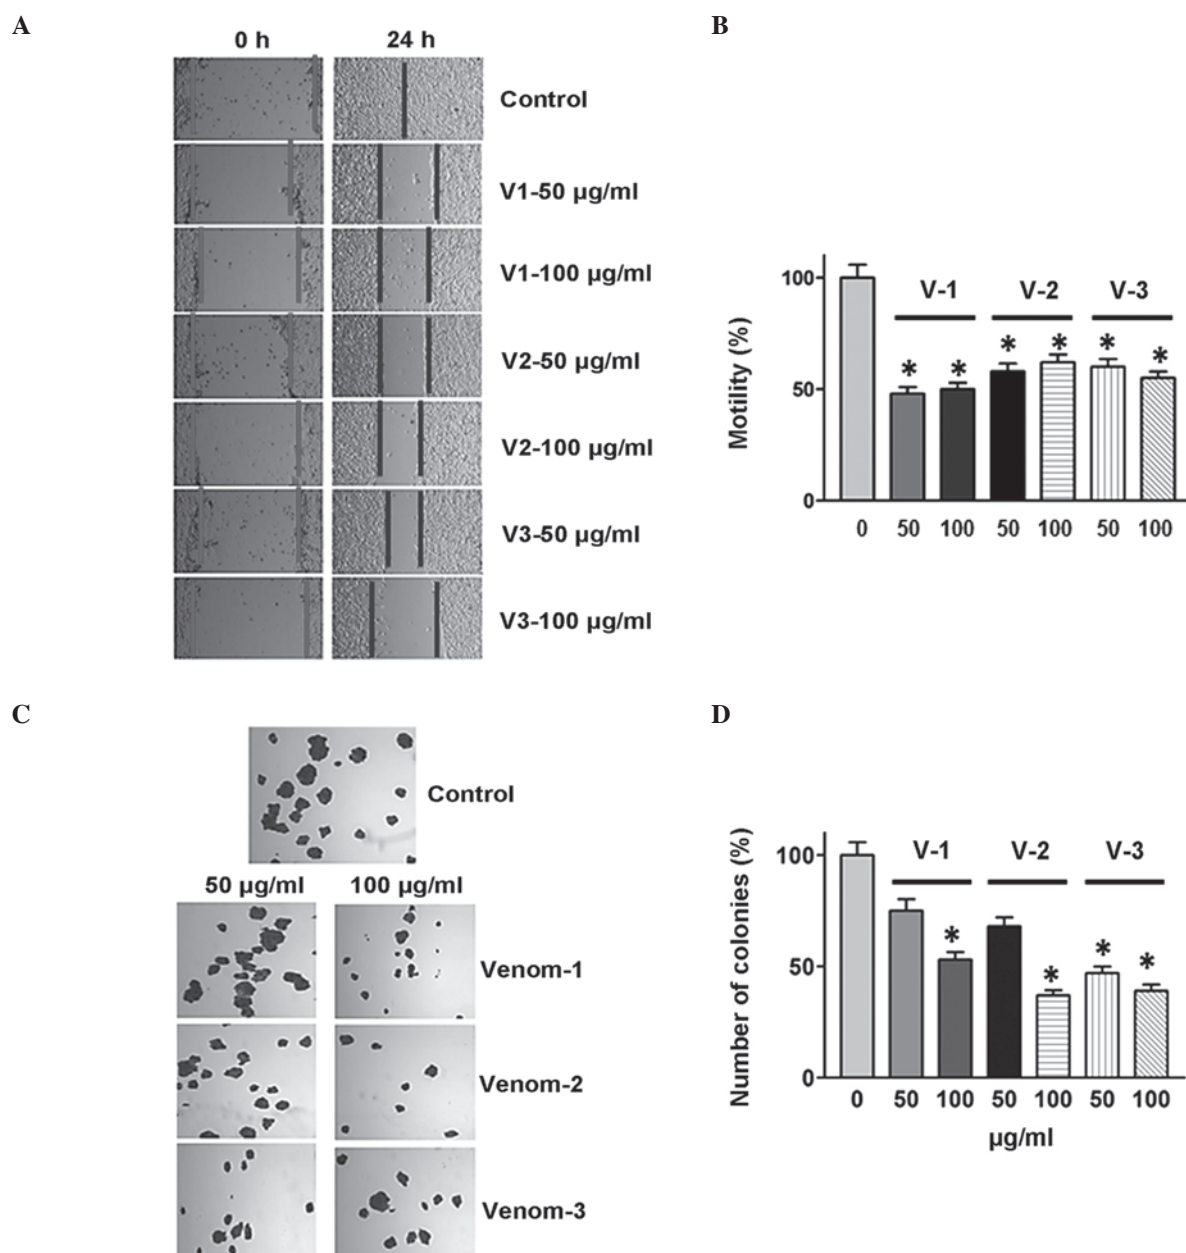 A
0 h 24 h
Control
V1-50 µg/ml
V1-100 µg/ml
V2-50 µg/ml
V2-100 µg/ml
V3-50 µg/ml
V3-100 µg/ml
B
Motility (%)
100
50
0
V-1 V-2 V-3
* * * * * *
0 50 100 50 100 50 100
C
Control
50 µg/ml 100 µg/ml
Venom-1
Venom-2
Venom-3
D
Number of colonies (%)
100
50
0
V-1 V-2 V-3
* * * *
0 50 100 50 100 50 100
µg/ml